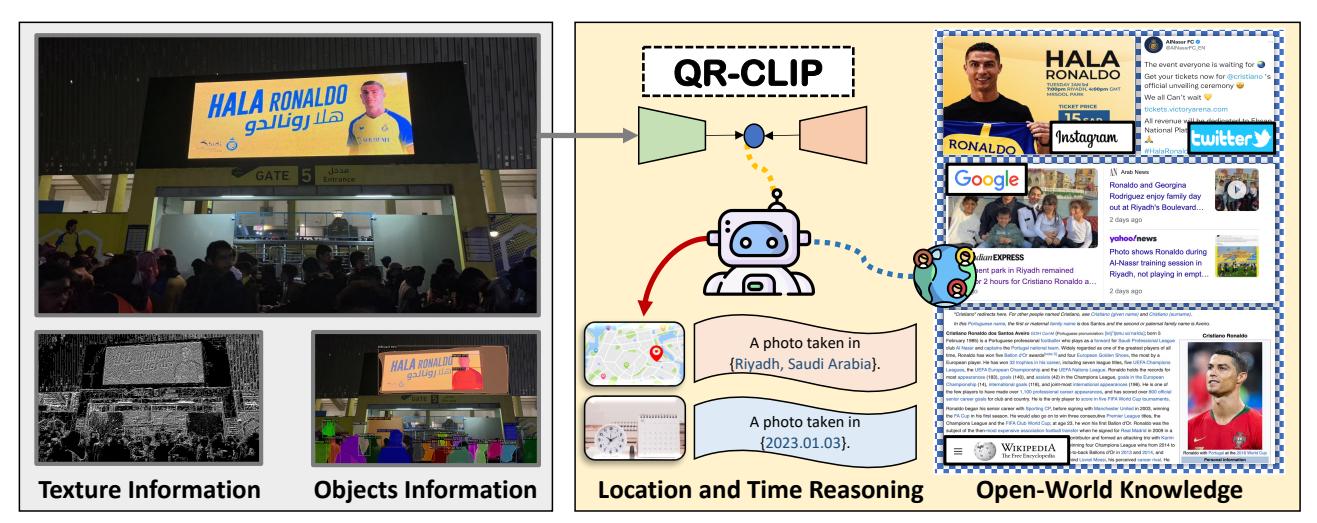 HALA RONALDO
هلا رونالدو
Saudi
GATE 5
مدخل
Entrance
HALA RONALDO
هلا رونالدو
Texture Information
Objects Information
QR-CLIP
A photo taken in
{Riyadh, Saudi Arabia}.
A photo taken in
{2023.01.03}.
Location and Time Reasoning
HALA
RONALDO
TUESDAY JAN 3rd
7:00pm RIYADH, 4:00pm GMT
MRSOOL PARK
TICKET PRICE
15 SAR
RONALDO
Instagram
AlNassr FC
@AlNassrFC_EN
The event everyone is waiting for
Get your tickets now for @cristiano 's
official unveiling ceremony
We all Can't wait
tickets.victoryarena.com
All revenue will be dedicated to Ehsan
National Plat
#HalaRonald
twitter
Google
Arab News
Ronaldo and Georgina
Rodriguez enjoy family day
out at Riyadh's Boulevard...
2 days ago
dianEXPRESS
ent park in Riyadh remained
or 2 hours for Cristiano Ronaldo a...
yahoo!news
Photo shows Ronaldo during
Al-Nassr training session in
Riyadh, not playing in empt...
2 days ago
"Cristiano" redirects here. For other people named Cristiano, see Cristiano (given name) and Cristiano (surname).
In this Portuguese name, the first or maternal family name is dos Santos and the second or paternal family name is Aveiro.
Cristiano Ronaldo dos Santos Aveiro
February 1985) is a Portuguese professional footballer who plays as a forward for Saudi Professional League
club Al Nassr and captains the Portugal national team. Widely regarded as one of the greatest players of all
time, Ronaldo has won five Ballon d'Or awards and four European Golden Shoes, the most by a
European player. He has won 33 trophies in his career, including seven league titles, five UEFA Champions
Leagues, the UEFA European Championship and the UEFA Nations League. Ronaldo holds the records for
most appearances (183), goals (140), and assists (42) in the Champions League, goals in the European
Championship (14), international goals (118), and joint-most international appearances (196). He is one of
the few players to have made over 1,100 professional career appearances, and has scored over 800 official
senior career goals for club and country. He is the only player to score in five FIFA World Cup tournaments.
Ronaldo began his senior career with Sporting CP, before signing with Manchester United in 2003, winning
the FA Cup in his first season. He would also go on to win three consecutive Premier League titles, the
Champions League and the FIFA Club World Cup; at age 23, he won his first Ballon d'Or. Ronaldo was the
subject of the then-most expensive association football transfer when he signed for Real Madrid in 2009 in a
ontributor and formed an attacking trio with Karim
winning four Champions League wins from 2014 to
-to-back Ballons d'Or in 2013 and 2014, and
ind Lionel Messi, his perceived career rival. He
WIKIPEDIA
The Free Encyclopedia
Cristiano Ronaldo
Ronaldo with Portugal at the 2018 World Cup
Personal information
Open-World Knowledge